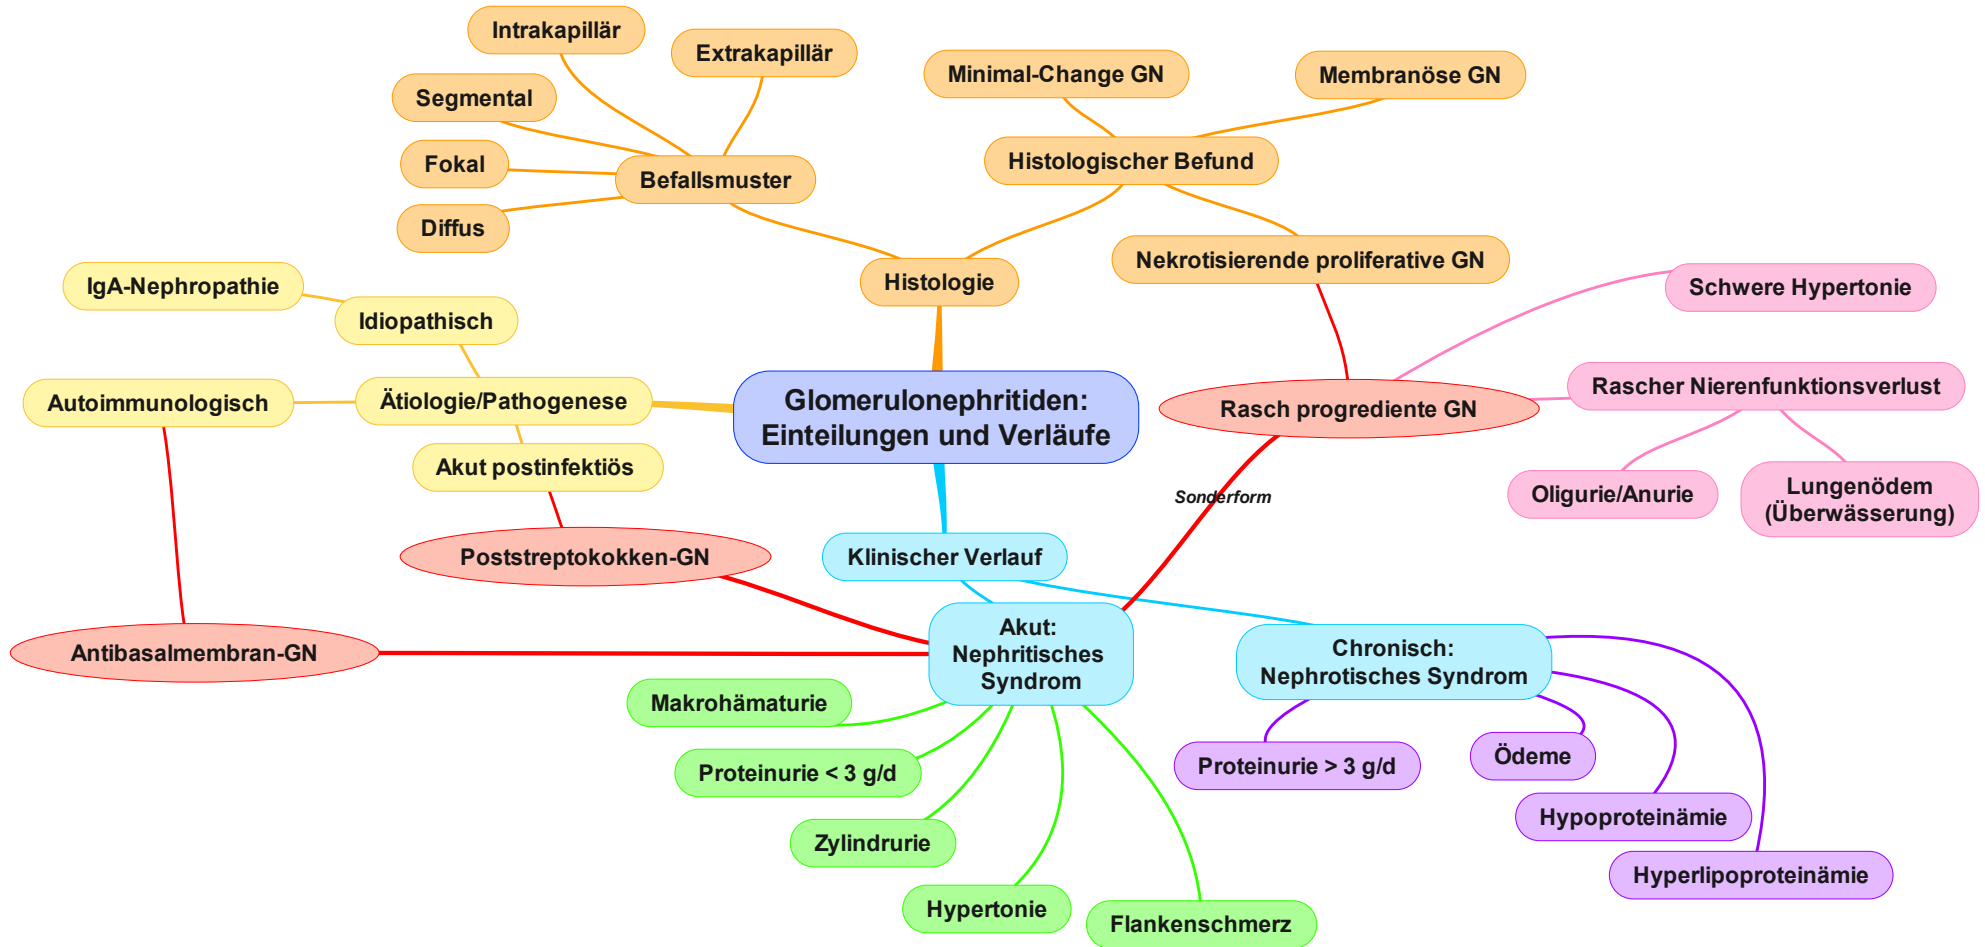 Intrakapillär
Extrakapillär
Segmental
Fokal
Diffus
Befallsmuster
Minimal-Change GN
Membranöse GN
Histologischer Befund
Nekrotisierende proliferative GN
Histologie
IgA-Nephropathie
Idiopathisch
Autoimmunologisch
Ätiologie/Pathogenese
Akut postinfektiös
Glomerulonephritiden:
Einteilungen und Verläufe
Schwere Hypertonie
Rascher Nierenfunktionsverlust
Rasch progrediente GN
Oligurie/Anurie
Lungenödem
(Überwässerung)
Sonderform
Poststreptokokken-GN
Klinischer Verlauf
Antibasalmembran-GN
Akut:
Nephritisches
Syndrom
Chronisch:
Nephrotisches Syndrom
Makrohämaturie
Proteinurie < 3 g/d
Zylindrurie
Hypertonie
Flankenschmerz
Proteinurie > 3 g/d
Ödeme
Hypoproteinämie
Hyperlipoproteinämie